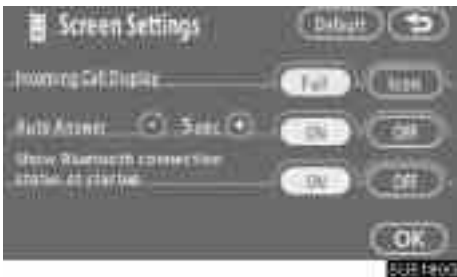 Screen Settings
Default
Incoming Call Display
Full
Icon
Auto Answer
- 5sec +
ON
OFF
Show Bluetooth connection
status at startup
ON
OFF
OK